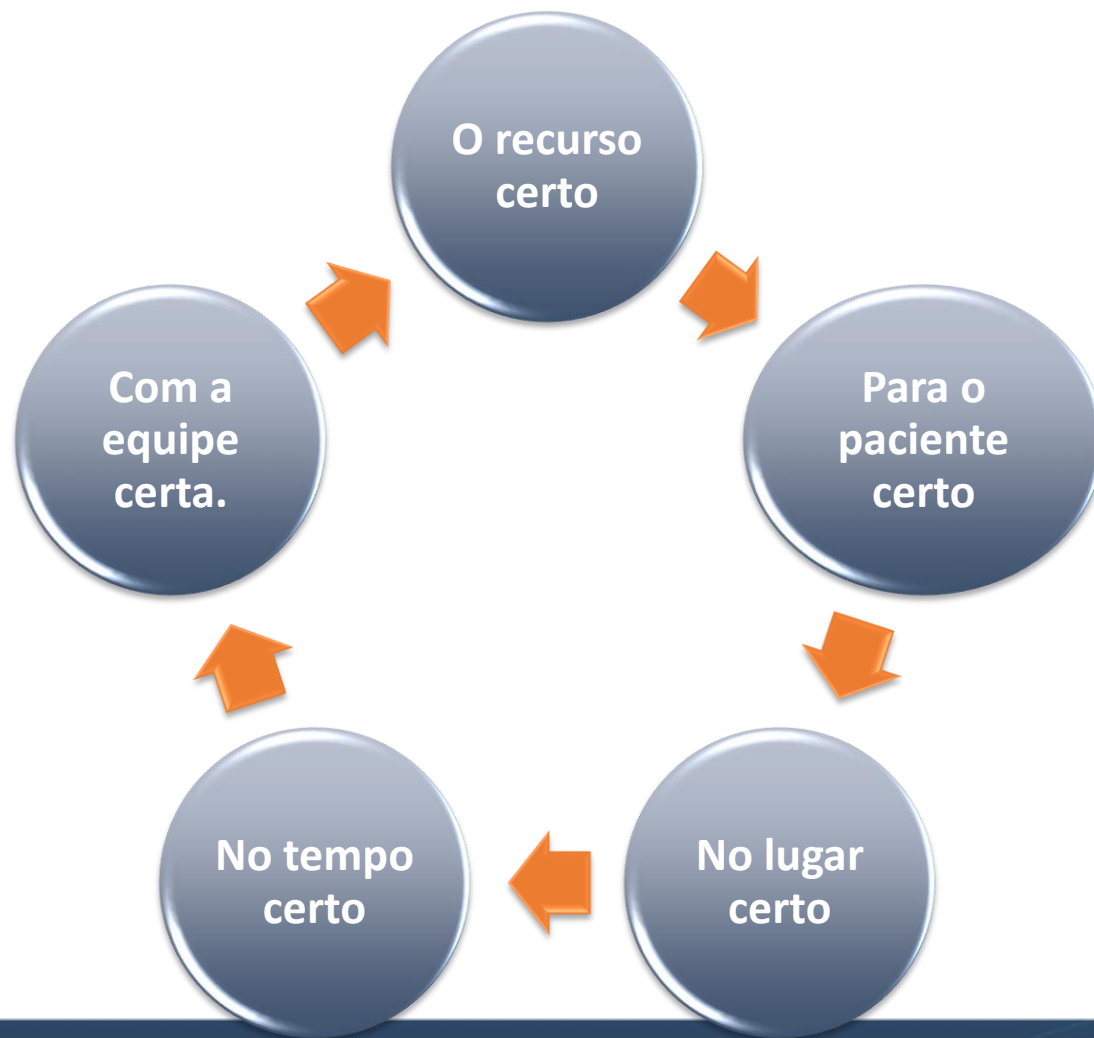 O recurso
certo
Para o
paciente
certo
No lugar
certo
No tempo
certo
Com a
equipe
certa.